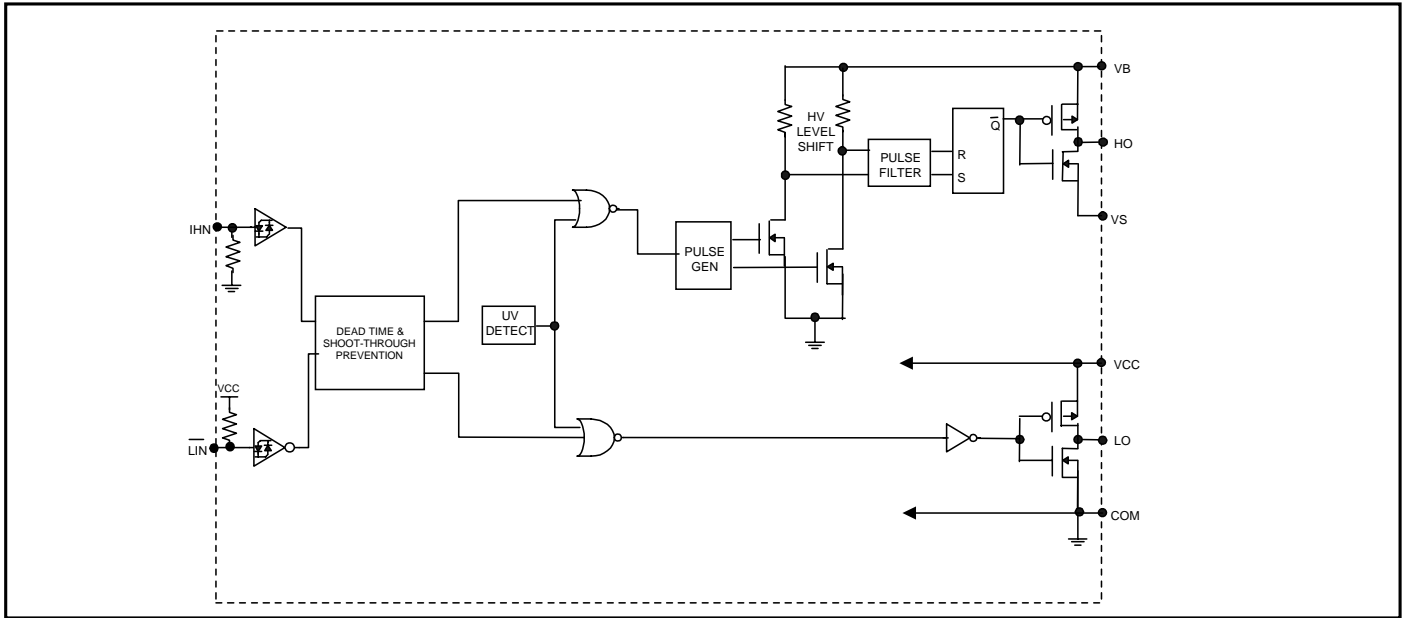 VB
HV
LEVEL
SHIFT
Q̅
HO
PULSE
FILTER
R
S
VS
IHN
PULSE
GEN
UV
DETECT
DEAD TIME &
SHOOT-THROUGH
PREVENTION
VCC
VCC
L̅I̅N̅
LO
COM